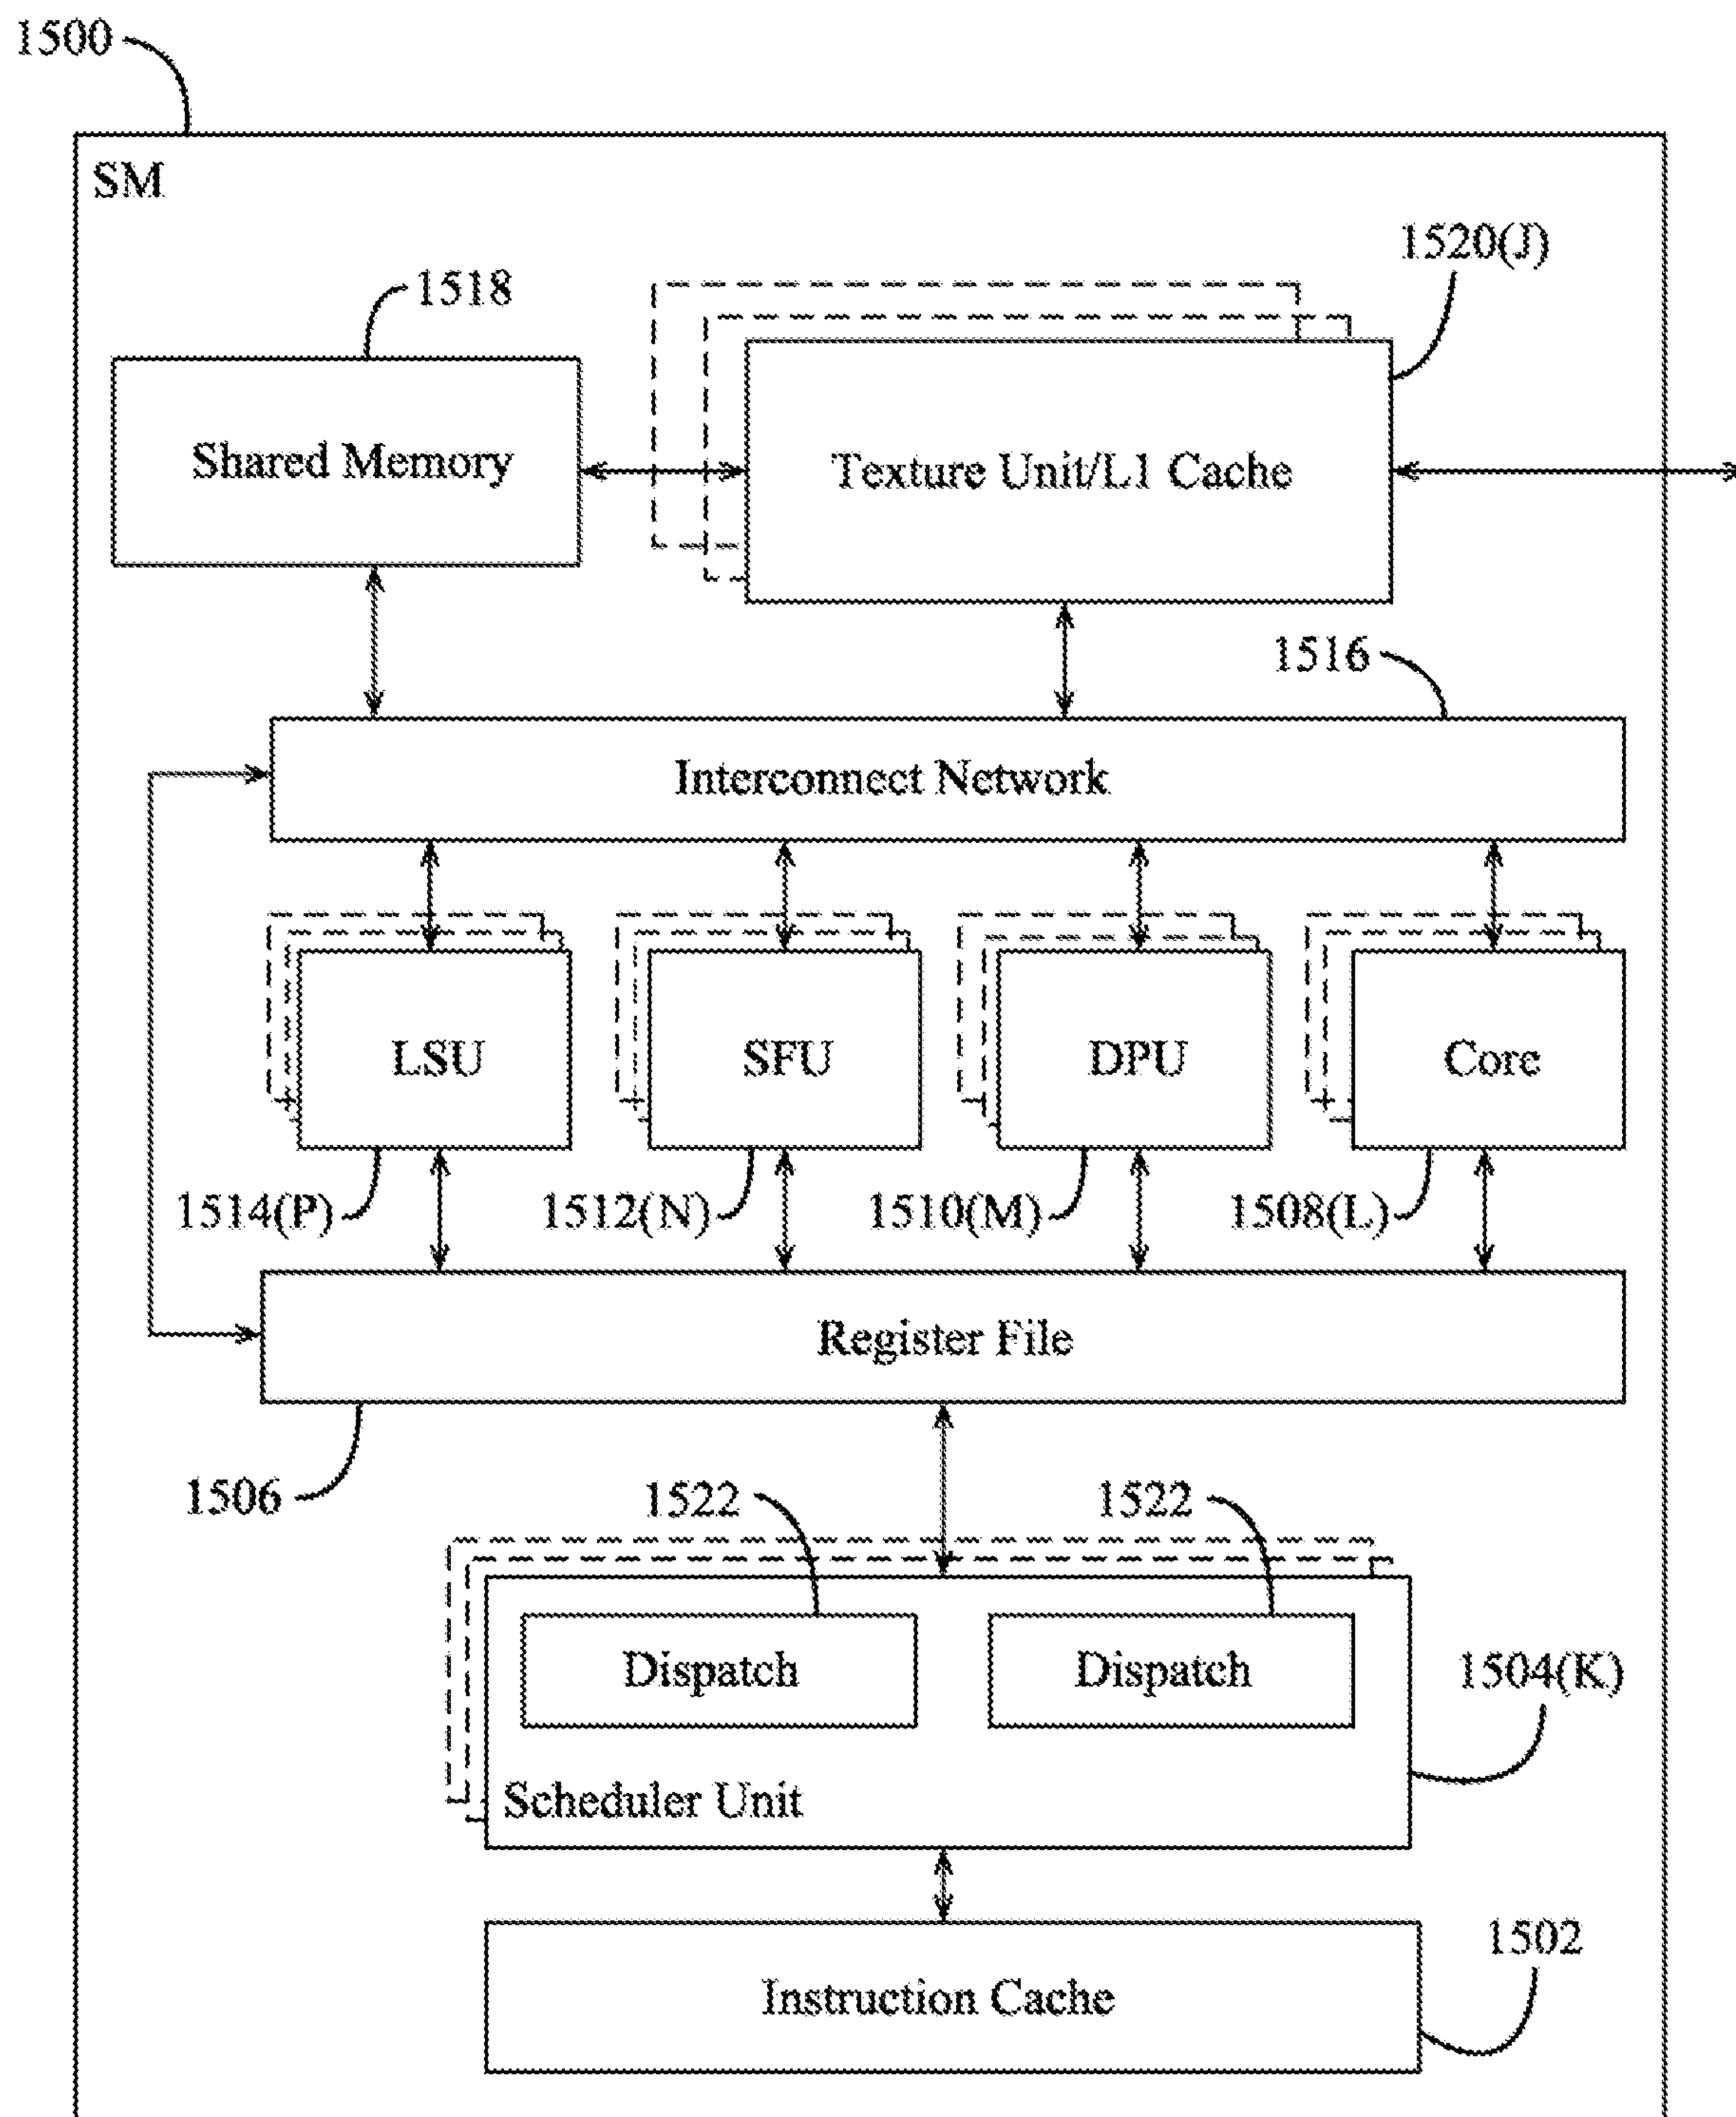 1500
SM
1520(J)
1518
Shared Memory
Texture Unit/L1 Cache
1516
Interconnect Network
LSU
SFU
DPU
Core
1514(P)
1512(N)
1510(M)
1508(L)
Register File
1506
1522
1522
Dispatch
Dispatch
1504(K)
Scheduler Unit
1502
Instruction Cache